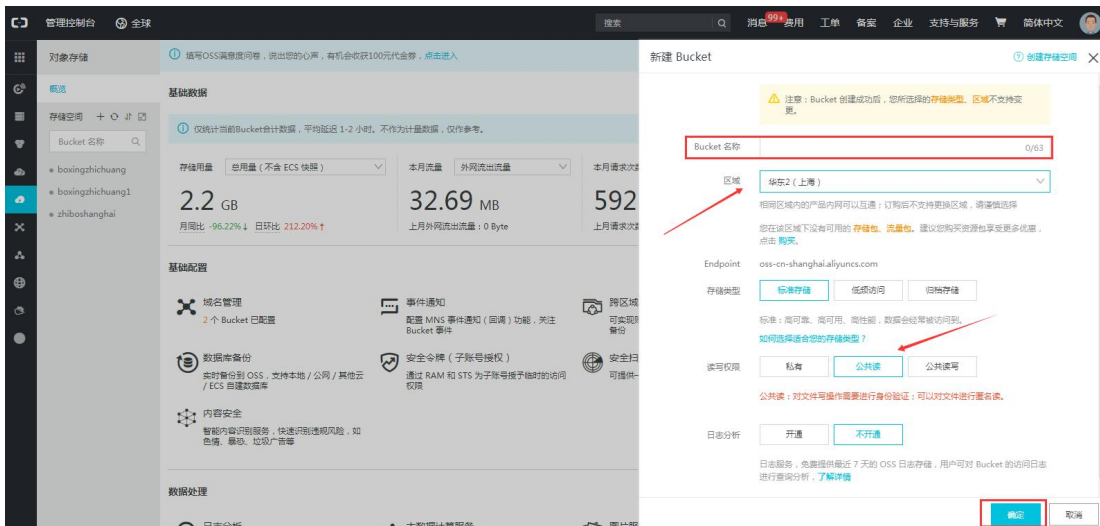 管理控制台 全球 搜索 消息 99+ 费用 工单 备案 企业 支持与服务 简体中文
对象存储
概览
存储空间
Bucket 名称
boxingzhichuang
boxingzhichuang1
zhiboshanghai
填写OSS满意度问卷，说出您的心声，有机会收获100元代金券，点击进入
基础数据
仅统计当前Bucket合计数据，平均延迟 1-2 小时。不作为计量数据，仅作参考。
存储用量 总用量（不含 ECS 快照） 本月流量 外网流出流量 本月请求次数
2.2 GB 32.69 MB 592
月同比 -96.22%↓ 日环比 212.20%↑ 上月外网流出流量：0 Byte 上月请求次数
基础配置
域名管理
2 个 Bucket 已配置
事件通知
配置 MNS 事件通知（回调）功能，关注
Bucket 事件
跨区域
可实现
备份
数据库备份
实时备份到 OSS，支持本地 / 公网 / 其他云
/ ECS 自建数据库
安全令牌（子账号授权）
通过 RAM 和 STS 为子账号授予临时的访问
权限
安全扫
可提供一
内容安全
智能内容识别服务，快速识别违规风险，如
色情、暴恐、垃圾广告等
数据处理
日志分析 大数据计算服务 图片服
新建 Bucket 创建存储空间
注意：Bucket 创建成功后，您所选择的存储类型、区域不支持变
更。
Bucket 名称 0/63
区域 华东2（上海）
相同区域内的产品内网可以互通；订购后不支持更换区域，请谨慎选择
您在该区域下没有可用的 存储包、流量包。建议您购买资源包享受更多优惠，
点击 购买。
Endpoint oss-cn-shanghai.aliyuncs.com
存储类型 标准存储 低频访问 归档存储
标准：高可靠、高可用、高性能，数据会经常被访问到。
如何选择适合您的存储类型？
读写权限 私有 公共读 公共读写
公共读：对文件写操作需要进行身份验证；可以对文件进行匿名读。
日志分析 开通 不开通
日志服务，免费提供最近 7 天的 OSS 日志存储，用户可对 Bucket 的访问日志
进行查询分析，了解详情
确定 取消